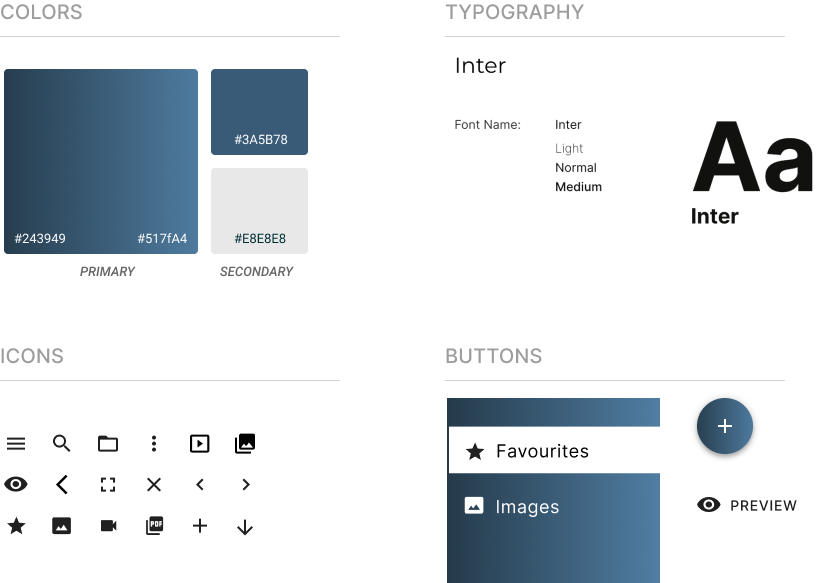 COLORS
#243949
#517fA4
PRIMARY
#3A5B78
#E8E8E8
SECONDARY
TYPOGRAPHY
Inter
Font Name:
Inter
Light
Normal
Medium
Aa
Inter
ICONS
PDF
BUTTONS
Favourites
Images
PREVIEW